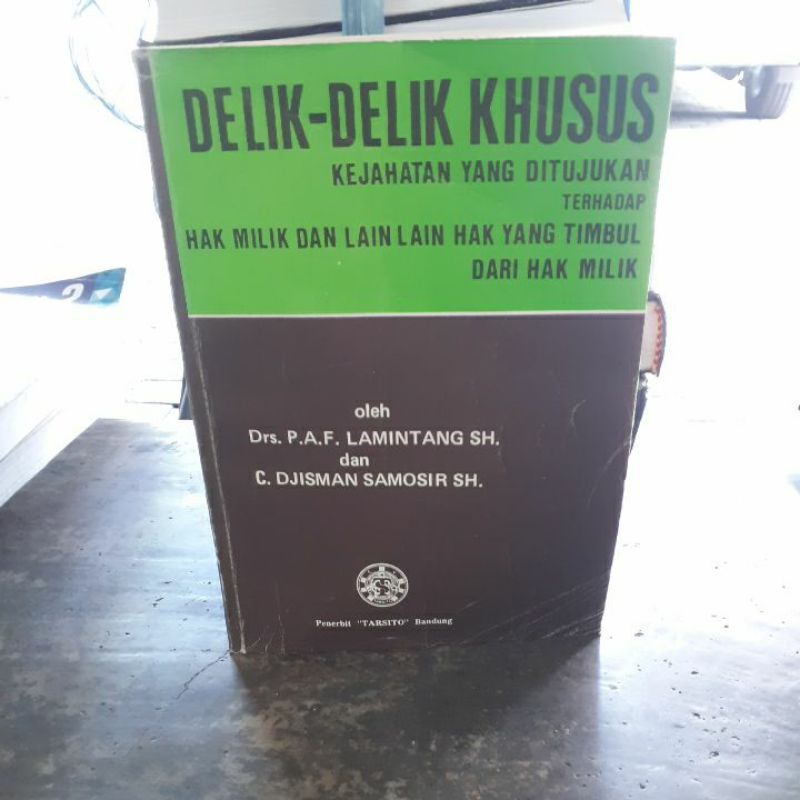 DELIK-DELIK KHUSUS
KEJAHATAN YANG DITUJUKAN
TERHADAP
HAK MILIK DAN LAIN LAIN HAK YANG TIMBUL
DARI HAK MILIK
oleh
Drs. P.A.F. LAMINTANG SH.
dan
C. DJISMAN SAMOSIR SH.
Penerbit "TARSITO" Bandung